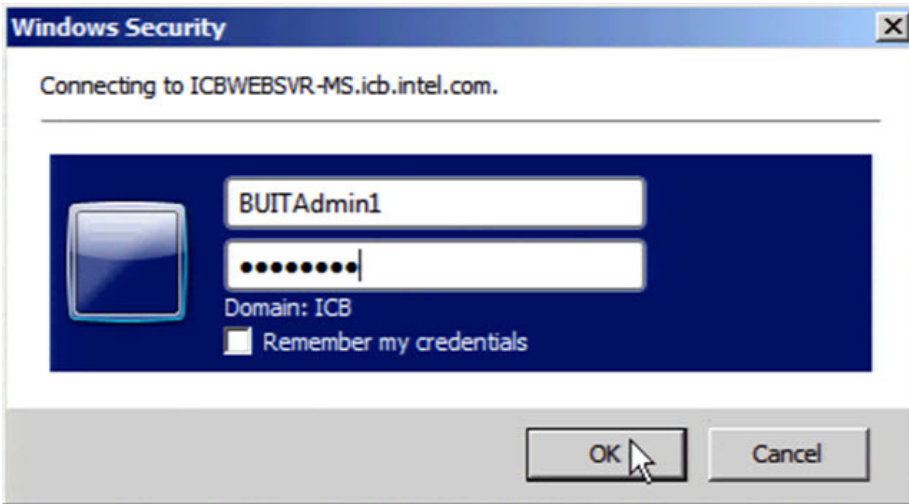 Windows Security
Connecting to ICBWEBSVR-MS.icb.intel.com.
BUITAdmin1
●●●●●●●●
Domain: ICB
Remember my credentials
OK Cancel